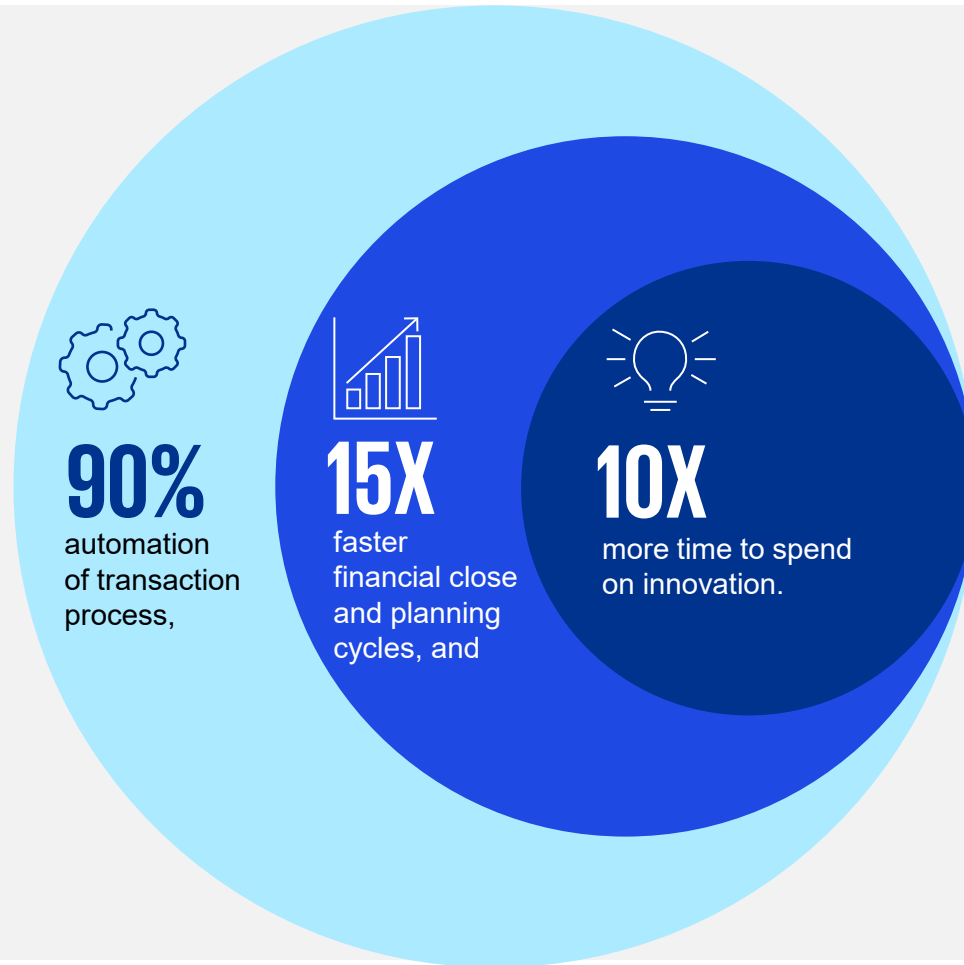 90%
automation
of transaction
process,
15X
faster
financial close
and planning
cycles, and
10X
more time to spend
on innovation.